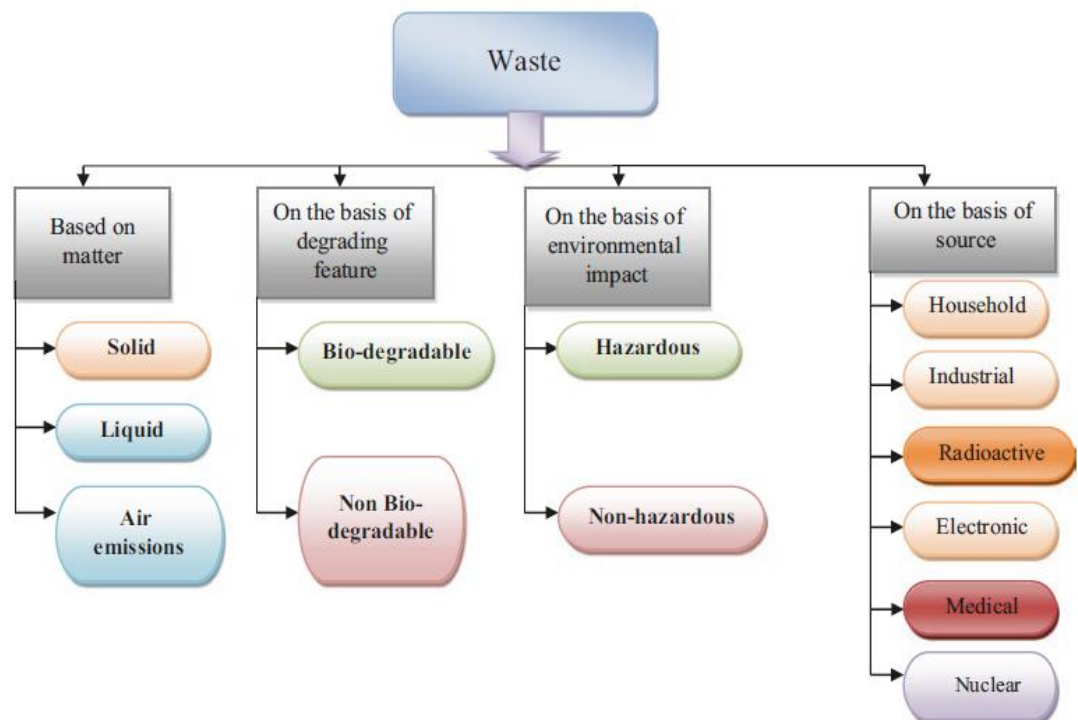 Waste
Based on
matter
Solid
Liquid
Air
emissions
On the basis of
degrading
feature
Bio-degradable
Non Bio-
degradable
On the basis of
environmental
impact
Hazardous
Non-hazardous
On the basis of
source
Household
Industrial
Radioactive
Electronic
Medical
Nuclear